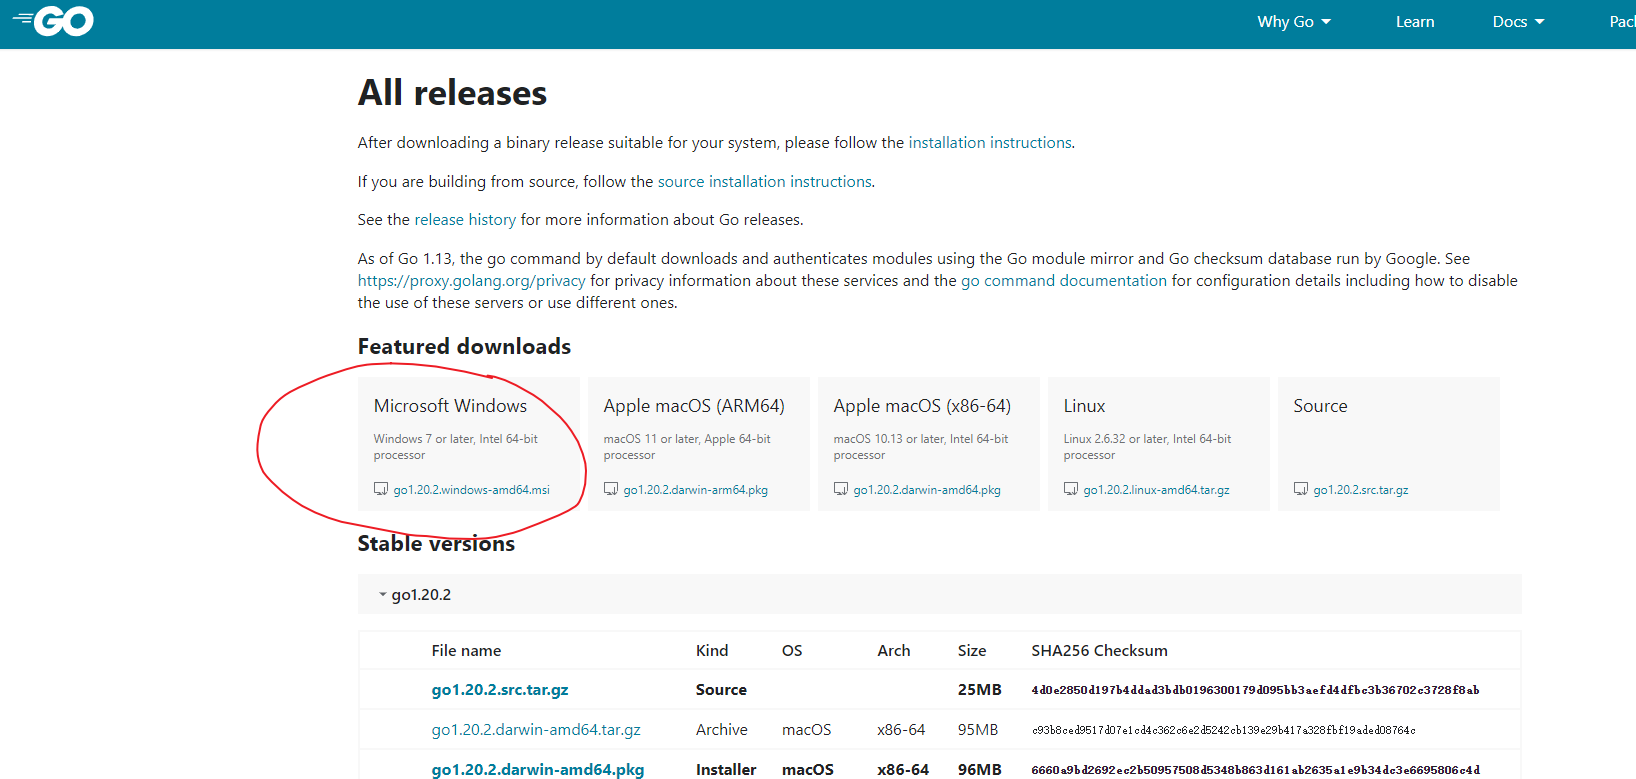 GO
Why Go
Learn
Docs
All releases
After downloading a binary release suitable for your system, please follow the installation instructions.
If you are building from source, follow the source installation instructions.
See the release history for more information about Go releases.
As of Go 1.13, the go command by default downloads and authenticates modules using the Go module mirror and Go checksum database run by Google. See
https://proxy.golang.org/privacy for privacy information about these services and the go command documentation for configuration details including how to disable
the use of these servers or use different ones.
Featured downloads
Microsoft Windows
Windows 7 or later, Intel 64-bit
processor
go1.20.2.windows-amd64.msi
Apple macOS (ARM64)
macOS 11 or later, Apple 64-bit
processor
go1.20.2.darwin-arm64.pkg
Apple macOS (x86-64)
macOS 10.13 or later, Intel 64-bit
processor
go1.20.2.darwin-amd64.pkg
Linux
Linux 2.6.32 or later, Intel 64-bit
processor
go1.20.2.linux-amd64.tar.gz
Source
go1.20.2.src.tar.gz
Stable versions
go1.20.2
File name Kind OS Arch Size SHA256 Checksum
go1.20.2.src.tar.gz Source 25MB 4d0e2850d197b4ddad3bdb0196300179d095bb3aefd4dfbc3b36702c3728f8ab
go1.20.2.darwin-amd64.tar.gz Archive macOS x86-64 95MB c93b8ced9517d07e1cd4c362c6e2d5242cb139e29b417a328fbf19aded08764c
go1.20.2.darwin-amd64.pkg Installer macOS x86-64 96MB 6660a9bd2692ec2b50957508d5348b863d161ab2635a1e9b34dc3e6695806c4d